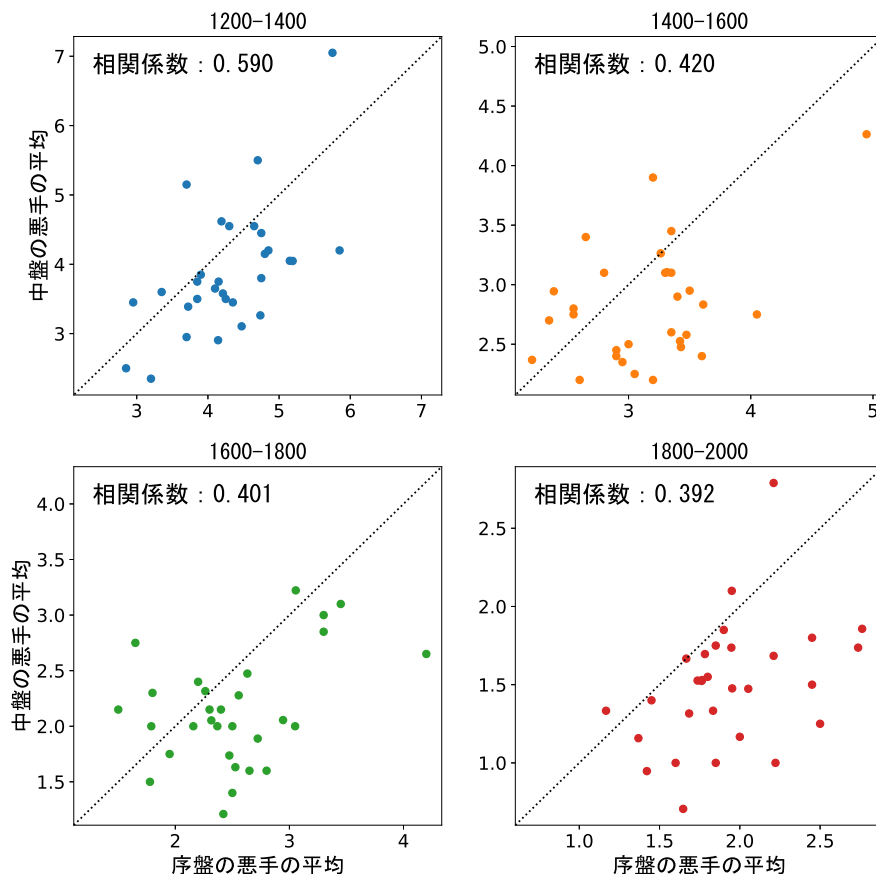 1200-1400
相関係数：0.590
7
6
5
4
3
中盤の悪手の平均
3 4 5 6 7
1400-1600
相関係数：0.420
5.0
4.5
4.0
3.5
3.0
2.5
3 4 5
1600-1800
相関係数：0.401
4.0
3.5
3.0
2.5
2.0
1.5
中盤の悪手の平均
2 3 4
序盤の悪手の平均
1800-2000
相関係数：0.392
2.5
2.0
1.5
1.0
1.0 1.5 2.0 2.5
序盤の悪手の平均